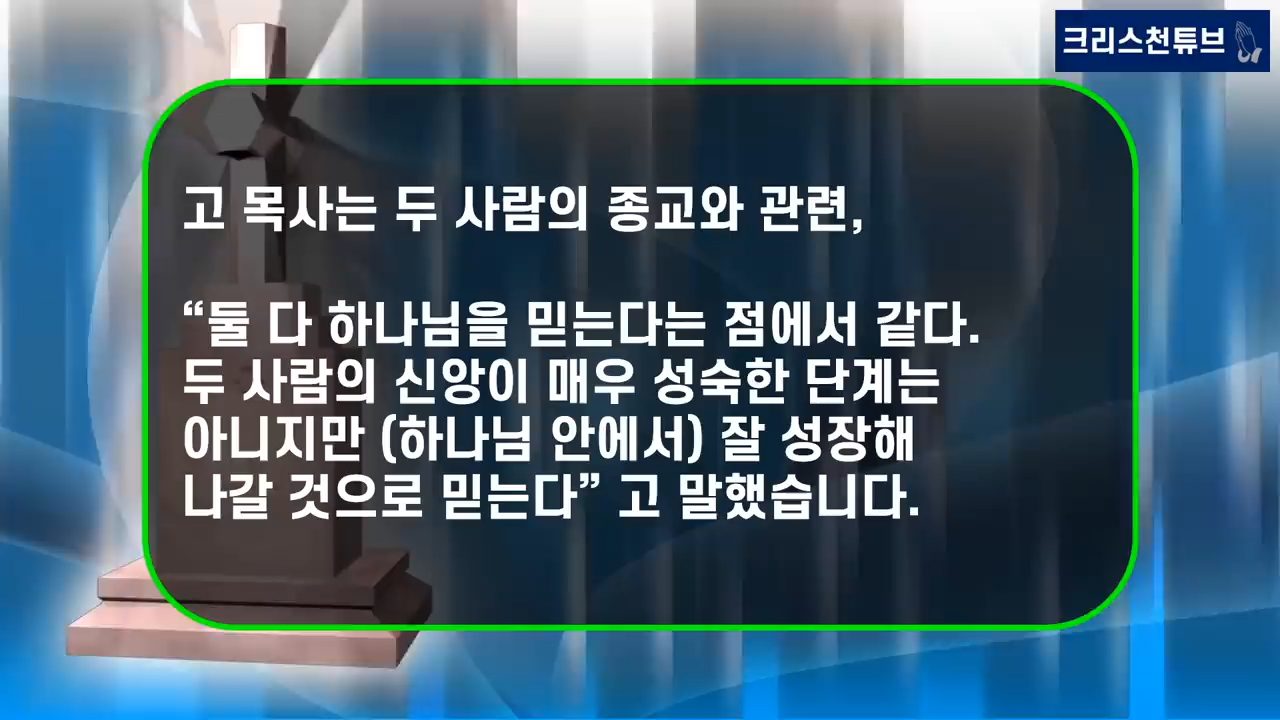 크리스천튜브
고 목사는 두 사람의 종교와 관련,
“둘 다 하나님을 믿는다는 점에서 같다.
두 사람의 신앙이 매우 성숙한 단계는
아니지만 (하나님 안에서) 잘 성장해
나갈 것으로 믿는다” 고 말했습니다.